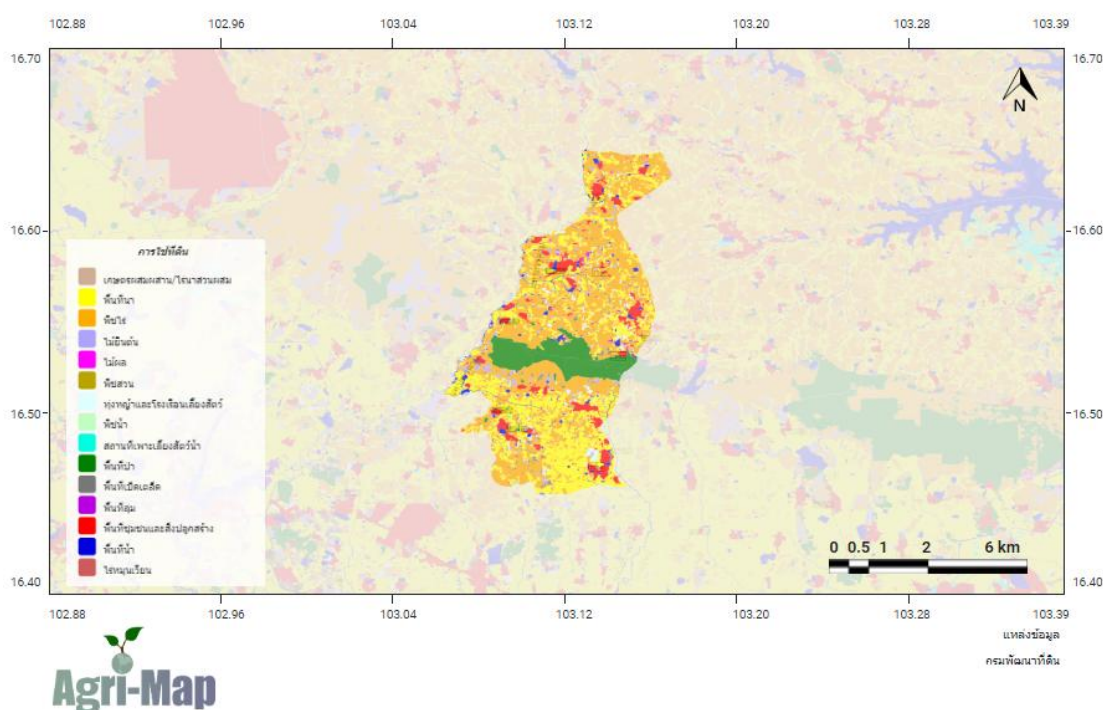 102.88 102.96 103.04 103.12 103.20 103.28 103.39
16.70 16.70
N
16.60 16.60
การใช้ที่ดิน
เกษตรผสมผสาน/ไร่นาสวนผสม
พื้นที่นา
พืชไร่
ไม้ยืนต้น
ไม้ผล
พืชสวน
ทุ่งหญ้าและโรงเรือนเลี้ยงสัตว์
พืชน้ำ
สถานที่เพาะเลี้ยงสัตว์น้ำ
พื้นที่ป่า
พื้นที่เบ็ดเตล็ด
พื้นที่ลุ่ม
พื้นที่ชุมชนและสิ่งปลูกสร้าง
พื้นที่น้ำ
ไร่หมุนเวียน
16.50 16.50
0 0.5 1 2 6 km
16.40 16.40
102.88 102.96 103.04 103.12 103.20 103.28 103.39
แหล่งข้อมูล
กรมพัฒนาที่ดิน
Agri-Map